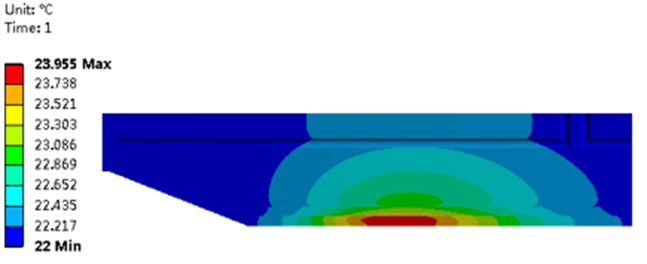 Unit: °C
Time: 1
23.955 Max
23.738
23.521
23.303
23.086
22.869
22.652
22.435
22.217
22 Min